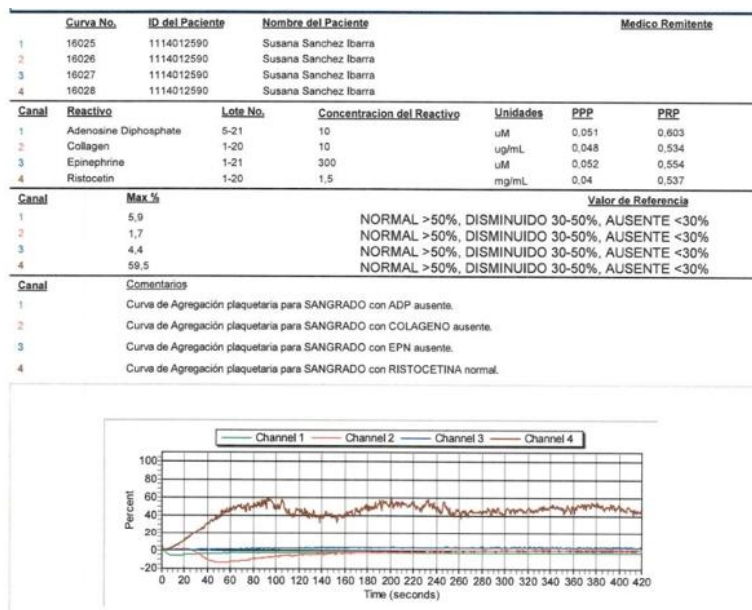 Curva No. ID del Paciente Nombre del Paciente Medico Remitente
1 16025 1114012590 Susana Sanchez Ibarra
2 16026 1114012590 Susana Sanchez Ibarra
3 16027 1114012590 Susana Sanchez Ibarra
4 16028 1114012590 Susana Sanchez Ibarra
Canal Reactivo Lote No. Concentracion del Reactivo Unidades PPP PRP
1 Adenosine Diphosphate 5-21 10 uM 0,051 0,603
2 Collagen 1-20 10 ug/mL 0,048 0,534
3 Epinephrine 1-21 300 uM 0,052 0,554
4 Ristocetin 1-20 1,5 mg/mL 0,04 0,537
Canal Max % Valor de Referencia
1 5,9 NORMAL >50%, DISMINUIDO 30-50%, AUSENTE <30%
2 1,7 NORMAL >50%, DISMINUIDO 30-50%, AUSENTE <30%
3 4,4 NORMAL >50%, DISMINUIDO 30-50%, AUSENTE <30%
4 59,5 NORMAL >50%, DISMINUIDO 30-50%, AUSENTE <30%
Canal Comentarios
1 Curva de Agregación plaquetaria para SANGRADO con ADP ausente.
2 Curva de Agregación plaquetaria para SANGRADO con COLAGENO ausente.
3 Curva de Agregación plaquetaria para SANGRADO con EPN ausente.
4 Curva de Agregación plaquetaria para SANGRADO con RISTOCETINA normal.
Channel 1 Channel 2 Channel 3 Channel 4
100
80
60
40
20
0
-20
Percent
0 20 40 60 80 100 120 140 160 180 200 220 240 260 280 300 320 340 360 380 400 420
Time (seconds)